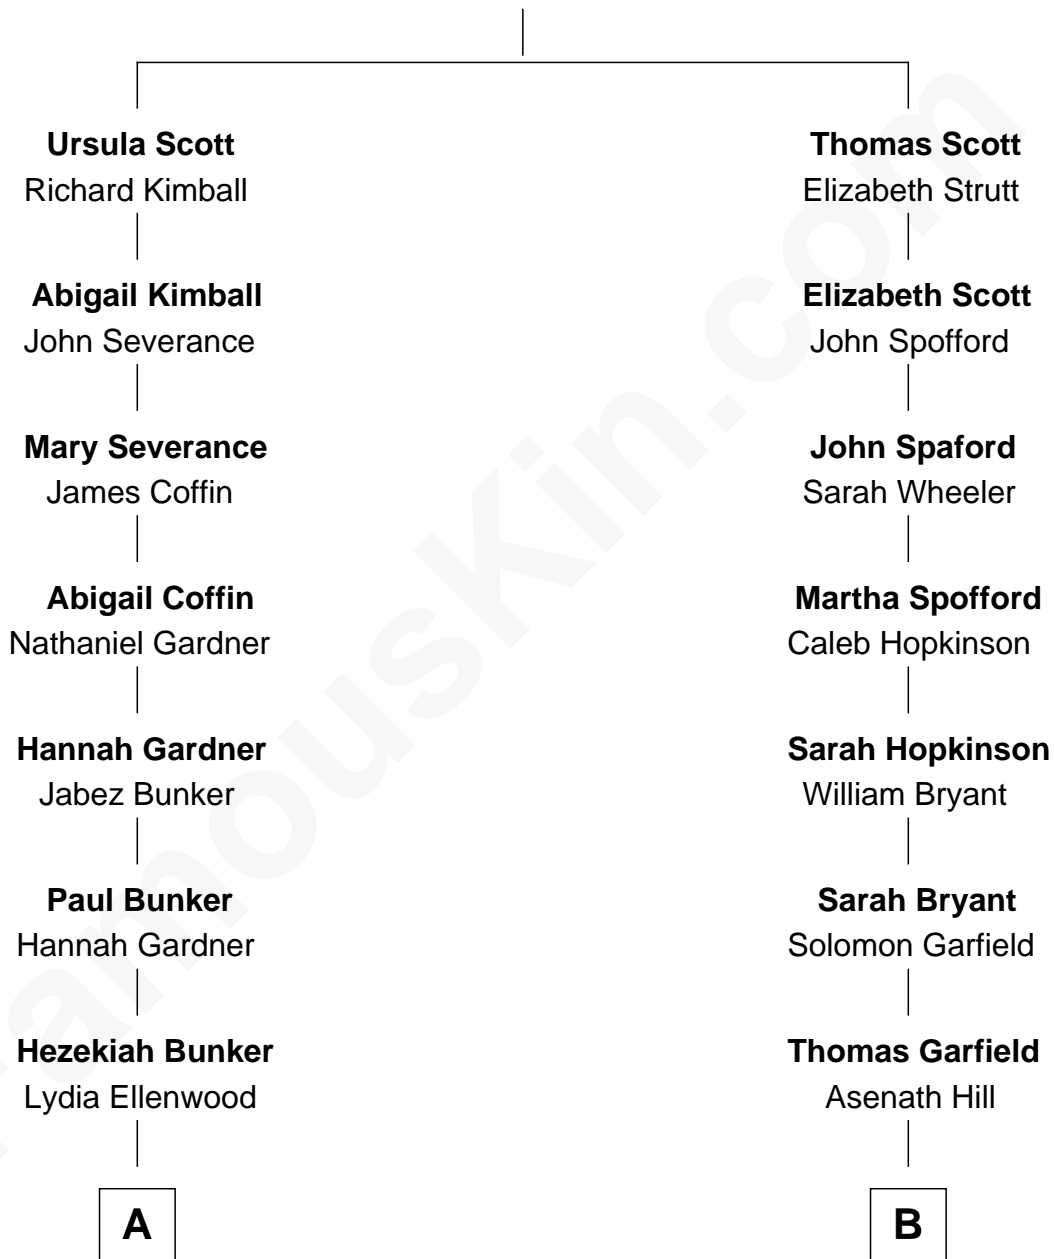 Ursula Scott
Richard Kimball
Thomas Scott
Elizabeth Strutt
Abigail Kimball
John Severance
Elizabeth Scott
John Spofford
Mary Severance
James Coffin
John Spaford
Sarah Wheeler
Abigail Coffin
Nathaniel Gardner
Martha Spofford
Caleb Hopkinson
Hannah Gardner
Jabez Bunker
Sarah Hopkinson
William Bryant
Paul Bunker
Hannah Gardner
Sarah Bryant
Solomon Garfield
Hezekiah Bunker
Lydia Ellenwood
Thomas Garfield
Asenath Hill
A
B
FamousKin.com